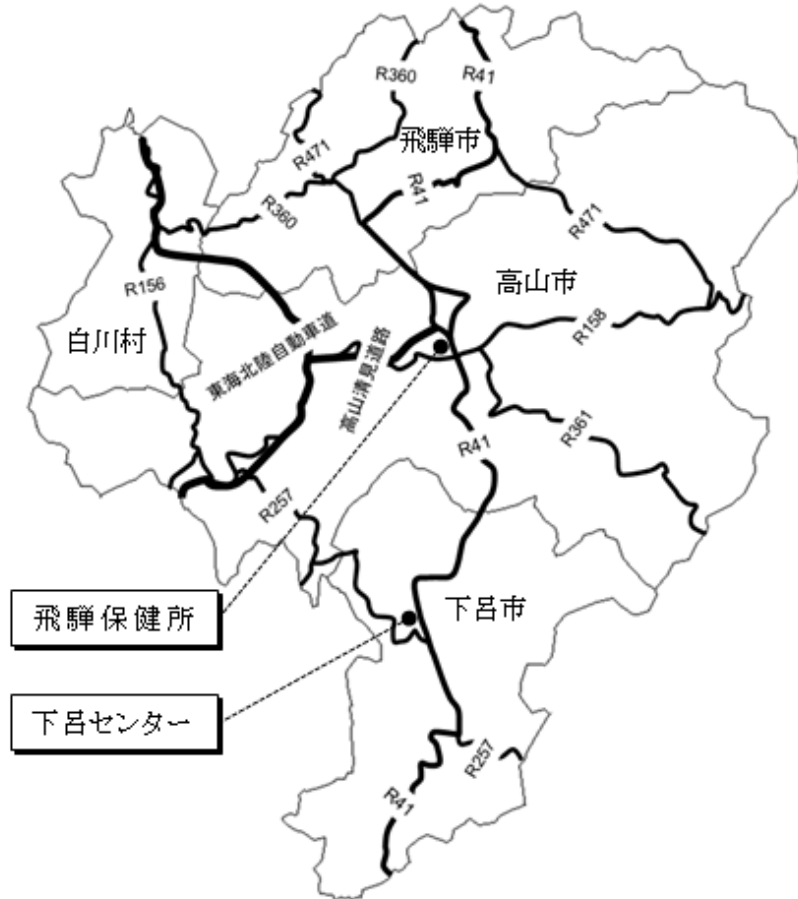 R360
R41
飛騨市
R471
R41
R360
R471
高山市
R156
白川村
東海北陸自動車道
高山清見道路
R158
R361
R41
R257
飛騨保健所
下呂市
下呂センター
R257
R41